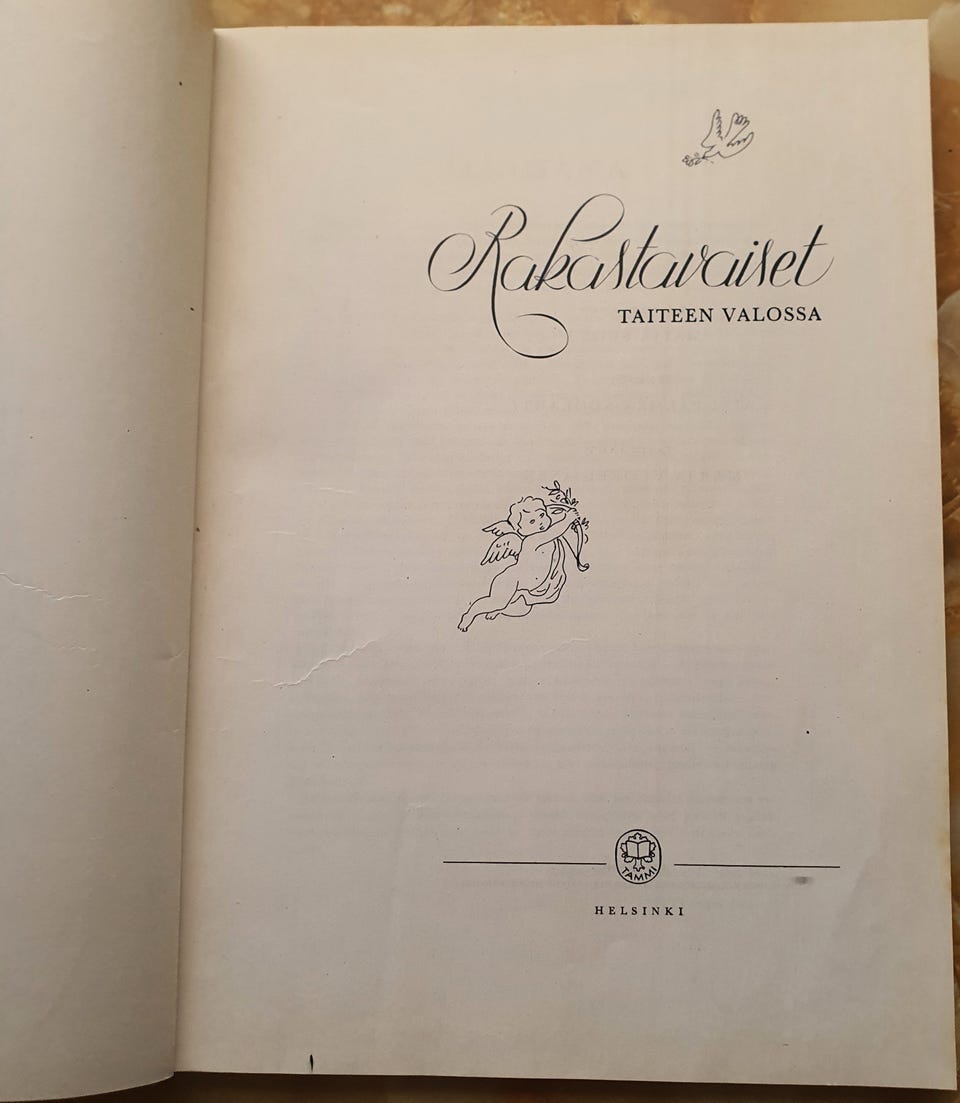 Rakastavaiset
TAITEEN VALOSSA
TAMMI
HELSINKI